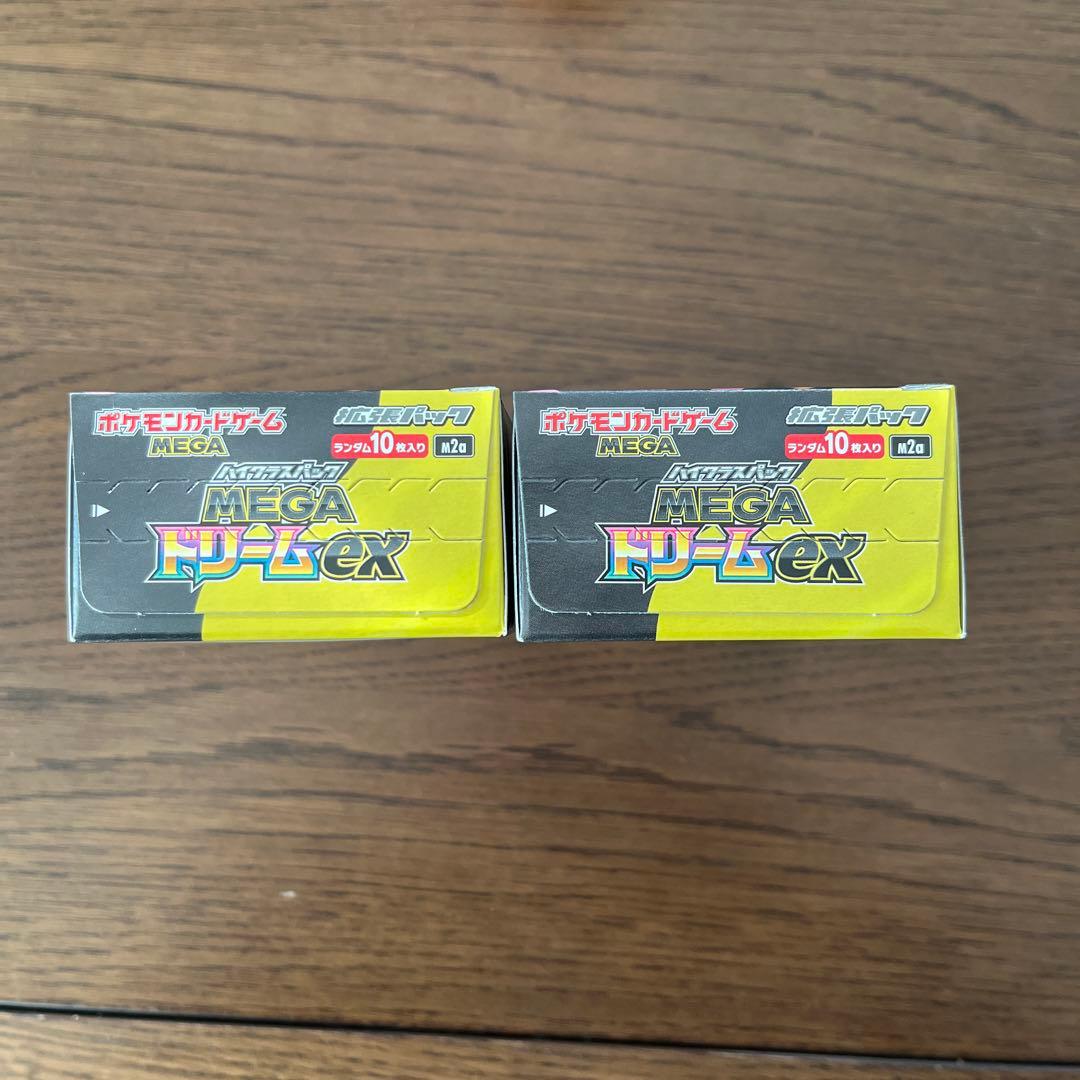 ポケモンカードゲーム
MEGA
拡張パック
ランダム10枚入り M2a
ハイクラスパック
MEGA
ドリームex
ポケモンカードゲーム
MEGA
拡張パック
ランダム10枚入り M2a
ハイクラスパック
MEGA
ドリームex